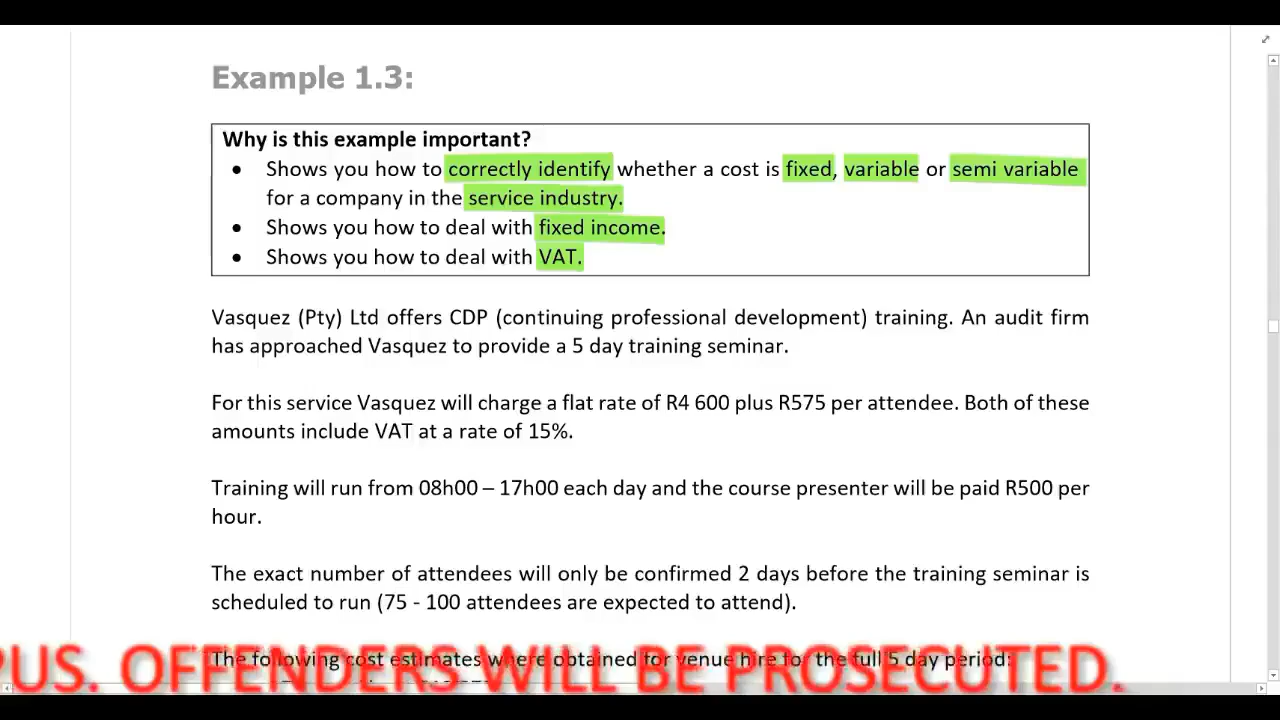 Example 1.3:
Why is this example important?
• Shows you how to correctly identify whether a cost is fixed, variable or semi variable
for a company in the service industry.
• Shows you how to deal with fixed income.
• Shows you how to deal with VAT.
Vasquez (Pty) Ltd offers CDP (continuing professional development) training. An audit firm
has approached Vasquez to provide a 5 day training seminar.
For this service Vasquez will charge a flat rate of R4 600 plus R575 per attendee. Both of these
amounts include VAT at a rate of 15%.
Training will run from 08h00 – 17h00 each day and the course presenter will be paid R500 per
hour.
The exact number of attendees will only be confirmed 2 days before the training seminar is
scheduled to run (75 - 100 attendees are expected to attend).
The following cost estimates where obtained for venue hire for the full 5 day period:
PUS. OFFENDERS WILL BE PROSECUTED.